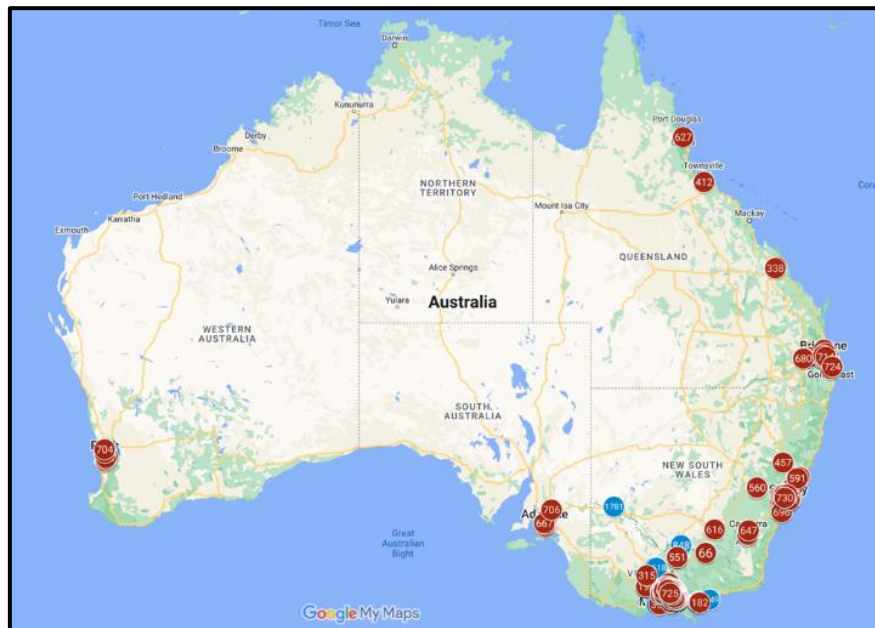 Timor Sea
Darwin
Kununurra
Port Douglas
627
Derby
Broome
Townsville
412
NORTHERN
TERRITORY
Port Hedland
Karratha
Exmouth
Mount Isa City
Mackay
QUEENSLAND
338
Alice Springs
Yulara
Australia
WESTERN
AUSTRALIA
680
724
SOUTH
AUSTRALIA
704
NEW SOUTH
WALES
457
591
560
730
706
667
1781
616
647
Great
Australian
Bight
848
551
66
315
725
182
Google My Maps